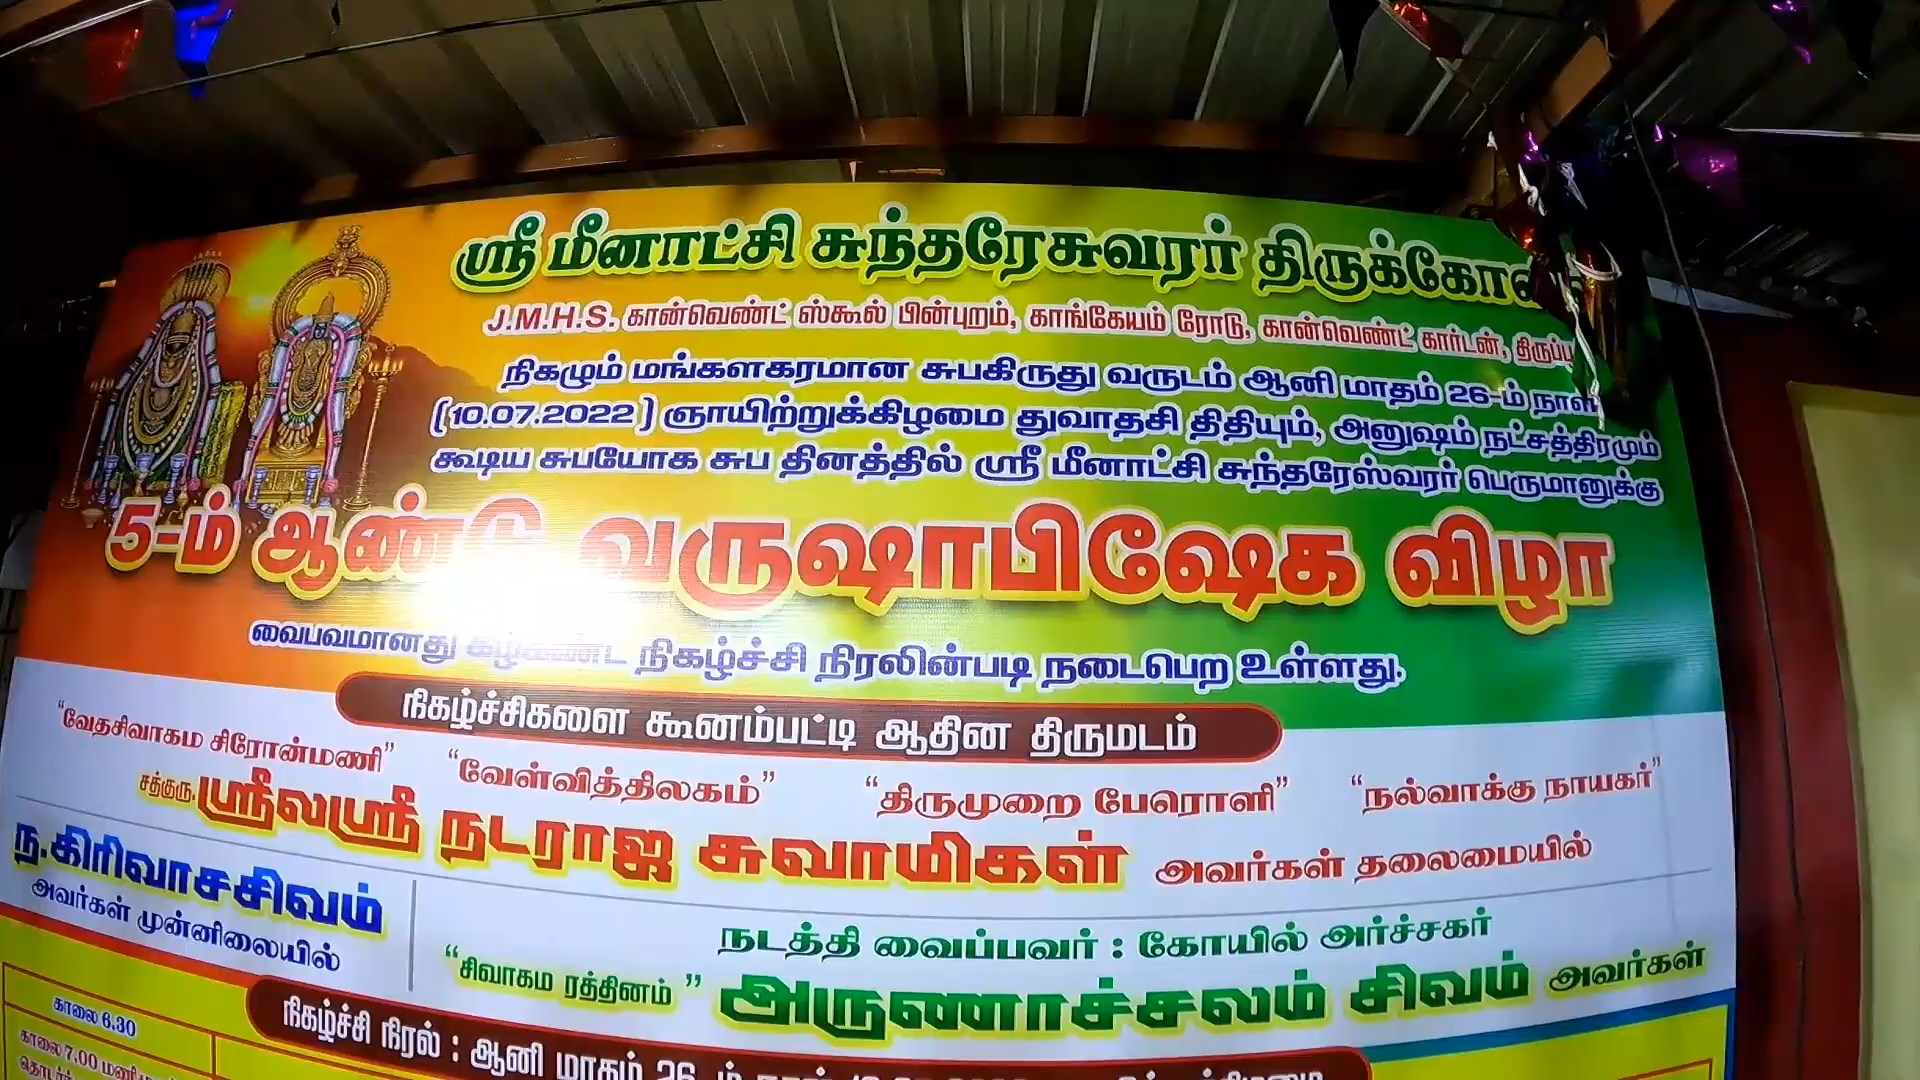 ஸ்ரீ மீனாட்சி சுந்தரேசுவரர்
J.M.H.S. கான்வெண்ட் ஸ்கூல் பின்புறம், காங்கேயம் ரோடு, கான்வெண்ட் கார்டன்,
நிகழும் மங்களகரமான சுபகிருது வருடம் ஆனி மாதம் 26-ம் நாள்
(10.07.2022) ஞாயிற்றுக்கிழமை துவாதசி திதியும், அனுஷம் நட்சத்திரமும்
கூடிய சுபயோக சுப தினத்தில் ஸ்ரீ மீனாட்சி சுந்தரேஸ்வரர் பெருமானுக்கு
5-ம் ஆண்டு வருஷாபிஷேக விழா
வைபவமானது கீழ்கண்ட நிகழ்ச்சி நிரலின்படி நடைபெற உள்ளது.
நிகழ்ச்சிகளை கூனம்பட்டி ஆதின திருமடம்
"வேதசிவாகம சிரோன்மணி" "வேள்வித்திலகம்" "திருமுறை பேரொளி" "நல்வாக்கு நாயகர்"
சத்குரு. ஸ்ரீலஸ்ரீ நடராஜ சுவாமிகள் அவர்கள் தலைமையில்
ந.கிரிவாசசிவம்
அவர்கள் முன்னிலையில்
நடத்தி வைப்பவர் : கோயில் அர்ச்சகர்
"சிவாகம ரத்தினம்" அருணாச்சலம் சிவம் அவர்கள்
நிகழ்ச்சி நிரல் : ஆனி மாதம் 26
காலை 6.30
காலை 7.00